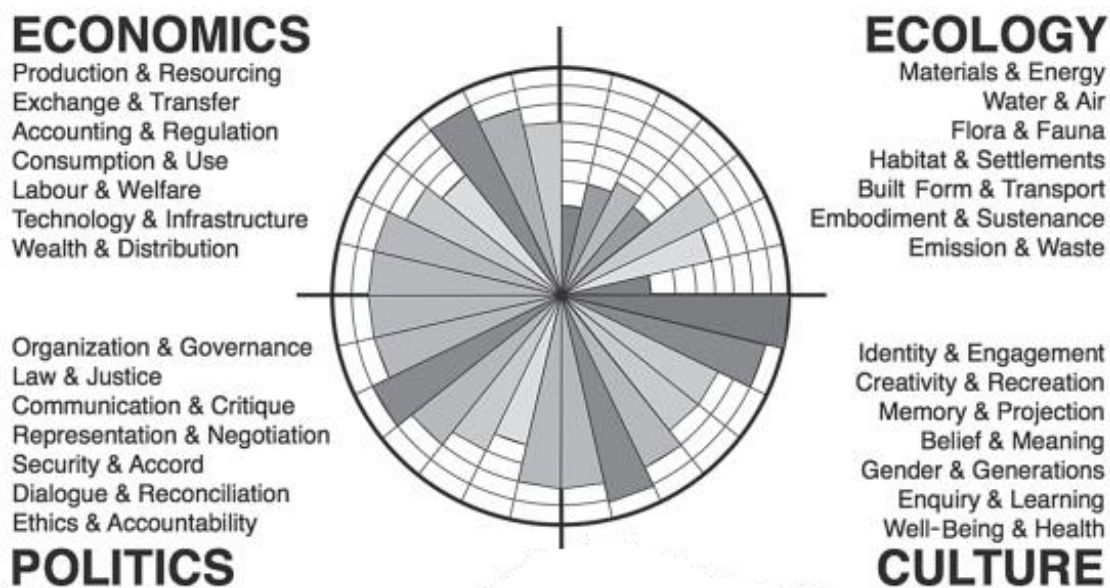 ECONOMICS
Production & Resourcing
Exchange & Transfer
Accounting & Regulation
Consumption & Use
Labour & Welfare
Technology & Infrastructure
Wealth & Distribution
ECOLOGY
Materials & Energy
Water & Air
Flora & Fauna
Habitat & Settlements
Built Form & Transport
Embodiment & Sustenance
Emission & Waste
Organization & Governance
Law & Justice
Communication & Critique
Representation & Negotiation
Security & Accord
Dialogue & Reconciliation
Ethics & Accountability
POLITICS
Identity & Engagement
Creativity & Recreation
Memory & Projection
Belief & Meaning
Gender & Generations
Enquiry & Learning
Well-Being & Health
CULTURE